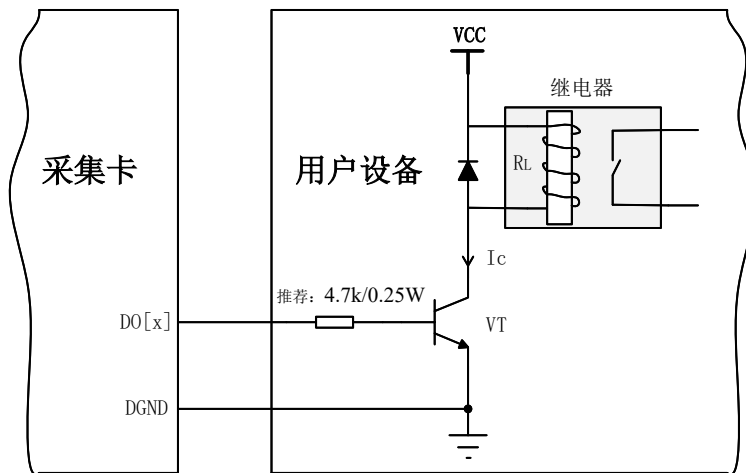 VCC
继电器
采集卡
用户设备
RL
Ic
推荐：4.7k/0.25W
DO[x]
VT
DGND